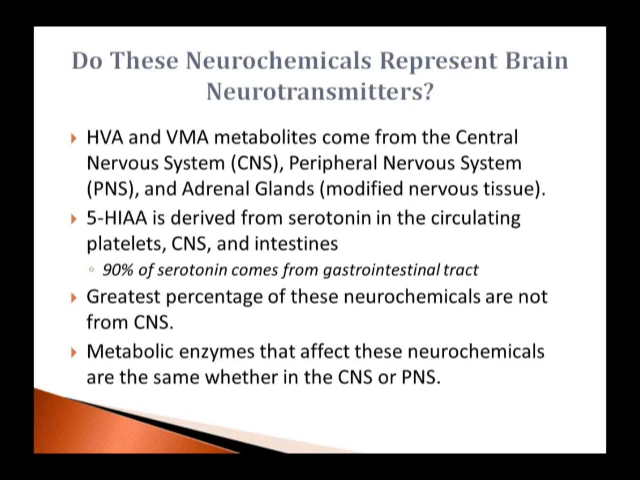 Do These Neurochemicals Represent Brain
Neurotransmitters?
HVA and VMA metabolites come from the Central
Nervous System (CNS), Peripheral Nervous System
(PNS), and Adrenal Glands (modified nervous tissue).
5-HIAA is derived from serotonin in the circulating
platelets, CNS, and intestines
90% of serotonin comes from gastrointestinal tract
Greatest percentage of these neurochemicals are not
from CNS.
Metabolic enzymes that affect these neurochemicals
are the same whether in the CNS or PNS.